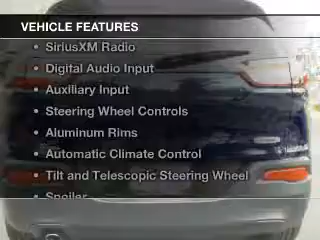 VEHICLE FEATURES
• SiriusXM Radio
• Digital Audio Input
• Auxiliary Input
• Steering Wheel Controls
• Aluminum Rims
• Automatic Climate Control
• Tilt and Telescopic Steering Wheel
• Spoiler